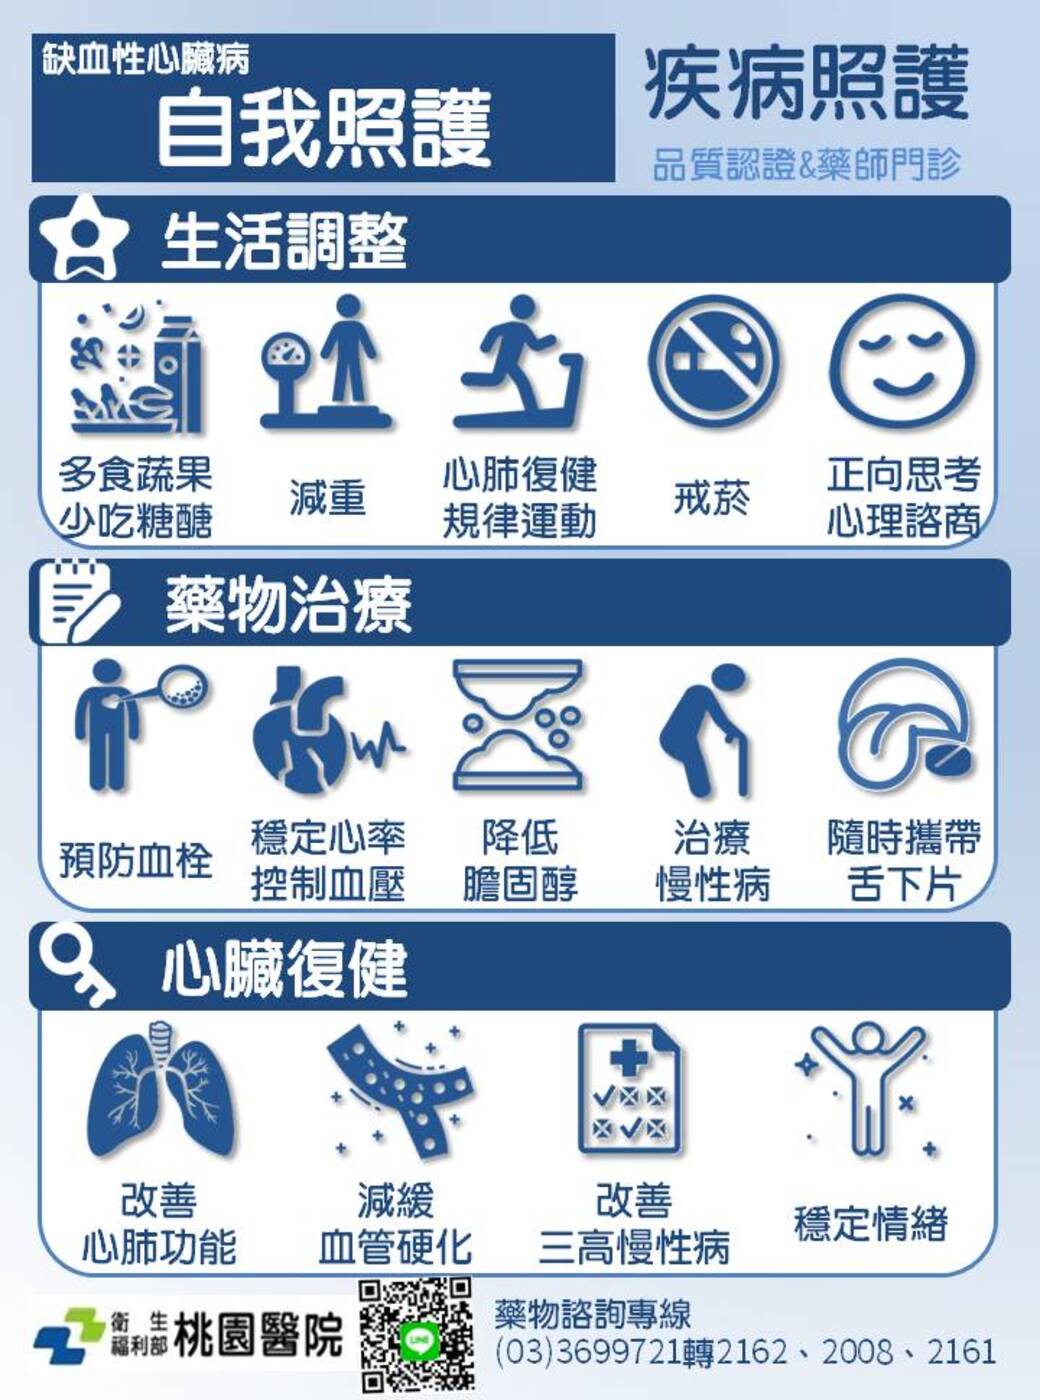 缺血性心臟病
自我照護
疾病照護
品質認證&藥師門診
生活調整
多食蔬果
少吃糖醣
減重
心肺復健
規律運動
戒菸
正向思考
心理諮商
藥物治療
預防血栓
穩定心率
控制血壓
降低
膽固醇
治療
慢性病
隨時攜帶
舌下片
心臟復健
改善
心肺功能
減緩
血管硬化
改善
三高慢性病
穩定情緒
衛生
福利部
桃園醫院
LINE
藥物諮詢專線
(03)3699721轉2162、2008、2161